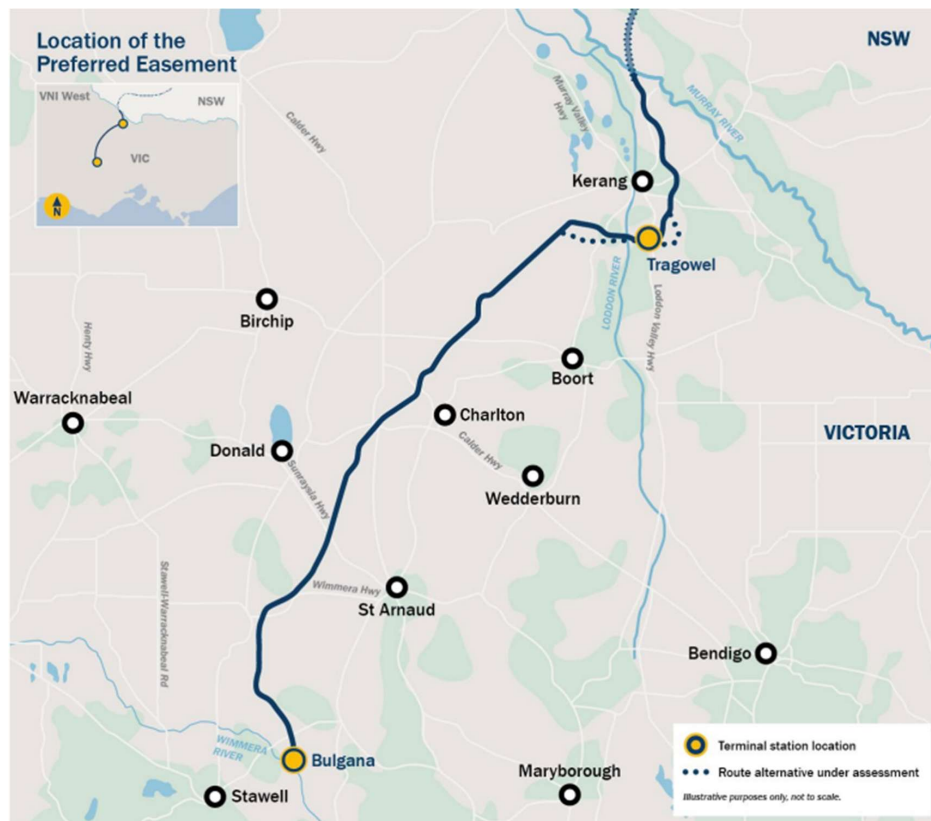 Location of the
Preferred Easement
VNI West
NSW
VIC
N
NSW
Calder Hwy
Murray Valley
Hwy
MURRAY RIVER
Kerang
Tragowel
LODDON RIVER
Loddon Valley Hwy
Birchip
Henty Hwy
Boort
Warracknabeal
Charlton
VICTORIA
Donald
Calder Hwy
Sunraysia Hwy
Wedderburn
Wimmera Hwy
St Arnaud
Stawell-Warracknabeal Rd
Bendigo
WIMMERA
RIVER
Bulgana
Stawell
Maryborough
Terminal station location
Route alternative under assessment
Illustrative purposes only, not to scale.